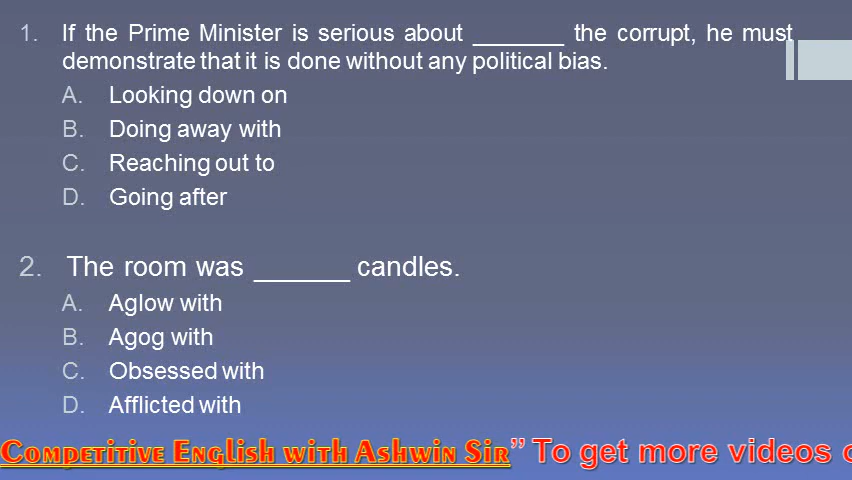 1. If the Prime Minister is serious about _______ the corrupt, he must
demonstrate that it is done without any political bias.
A. Looking down on
B. Doing away with
C. Reaching out to
D. Going after
2. The room was ______ candles.
A. Aglow with
B. Agog with
C. Obsessed with
D. Afflicted with
Competitive English with Ashwin Sir” To get more videos